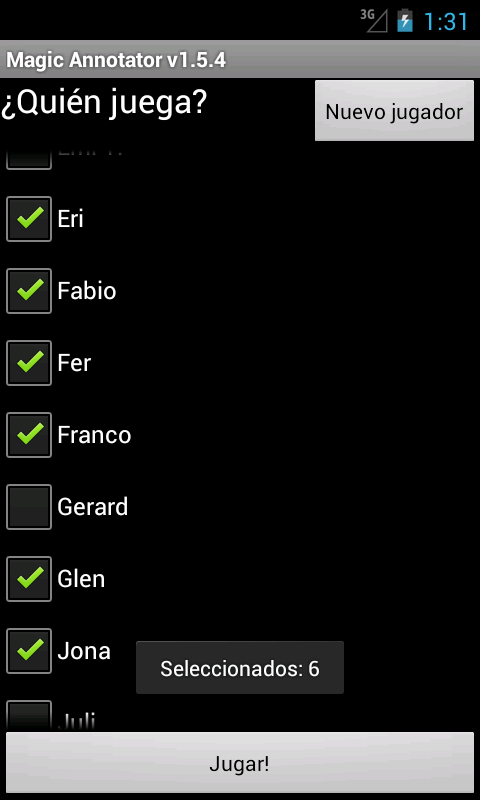 3G
1:31
Magic Annotator v1.5.4
¿Quién juega?
Nuevo jugador
Eri
Fabio
Fer
Franco
Gerard
Glen
Jona
Seleccionados: 6
Juli
Jugar!